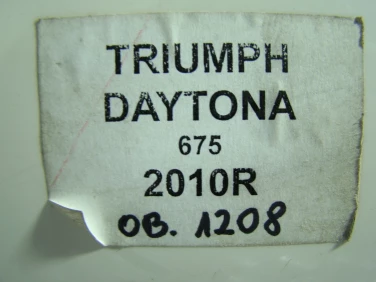 TRIUMPH
DAYTONA
675
2010R
OB. 1208